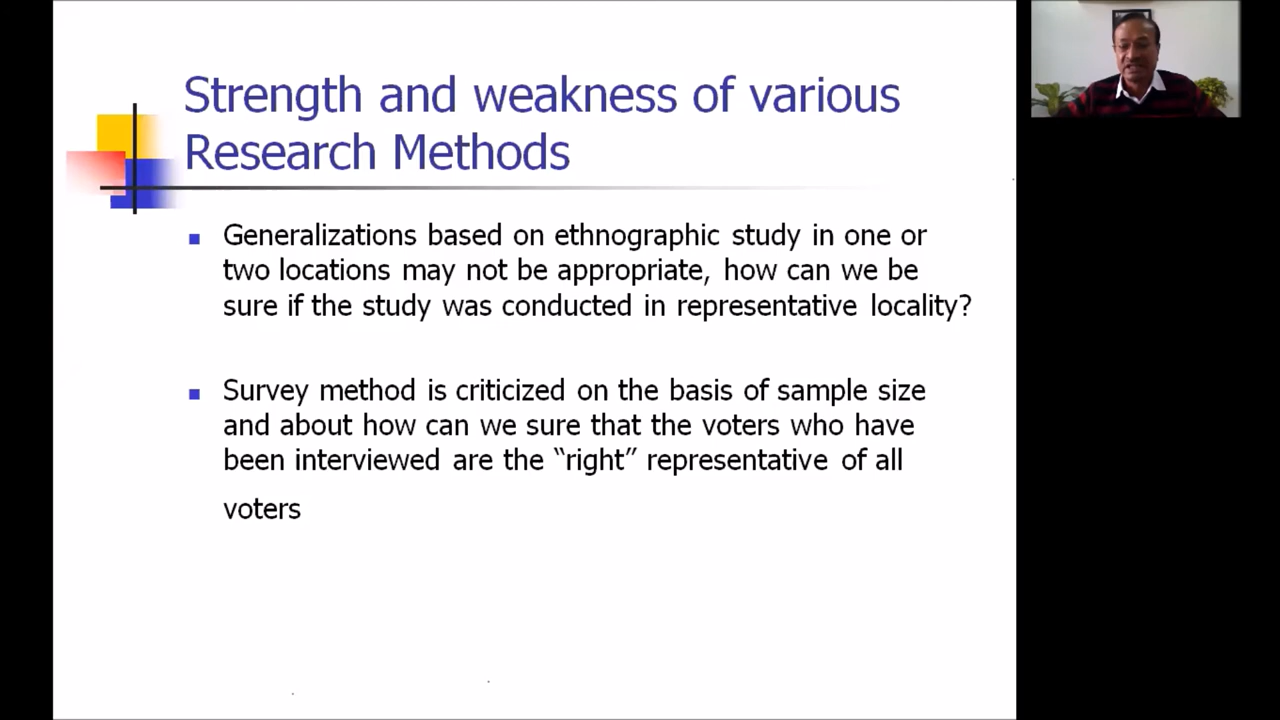 Strength and weakness of various
Research Methods
Generalizations based on ethnographic study in one or
two locations may not be appropriate, how can we be
sure if the study was conducted in representative locality?
Survey method is criticized on the basis of sample size
and about how can we sure that the voters who have
been interviewed are the “right” representative of all
voters